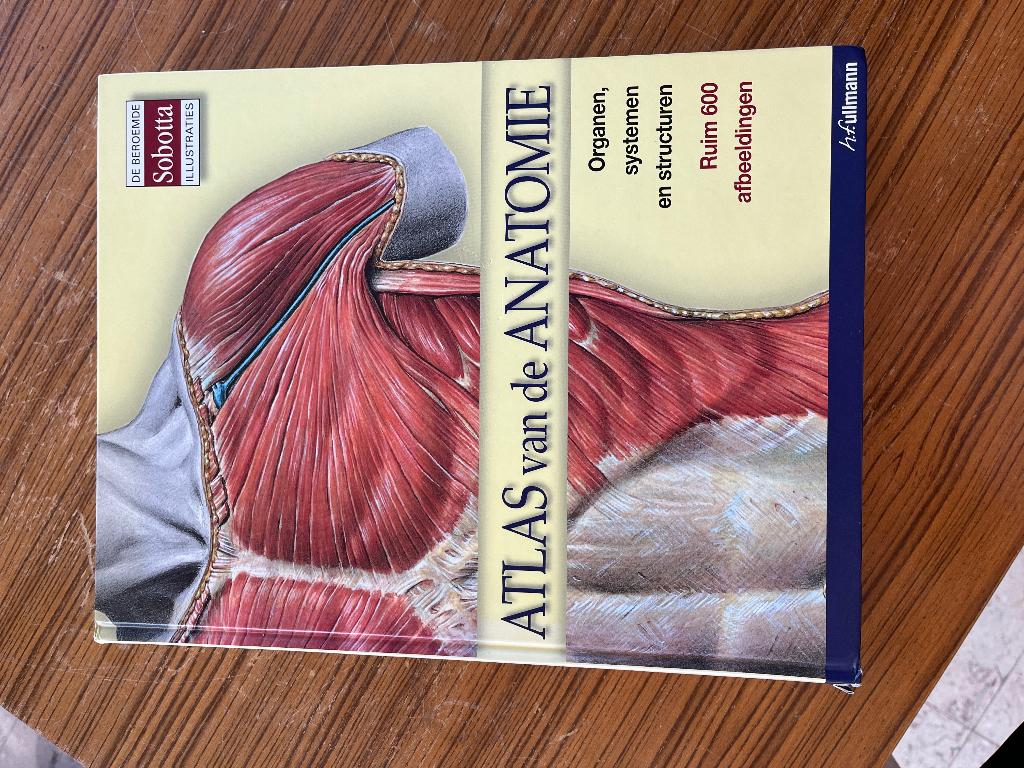 DE BEROEMDE
Sobotta
ILLUSTRATIES
ATLAS van de ANATOMIE
Organen,
systemen
en structuren
Ruim 600
afbeeldingen
h.f.ullmann